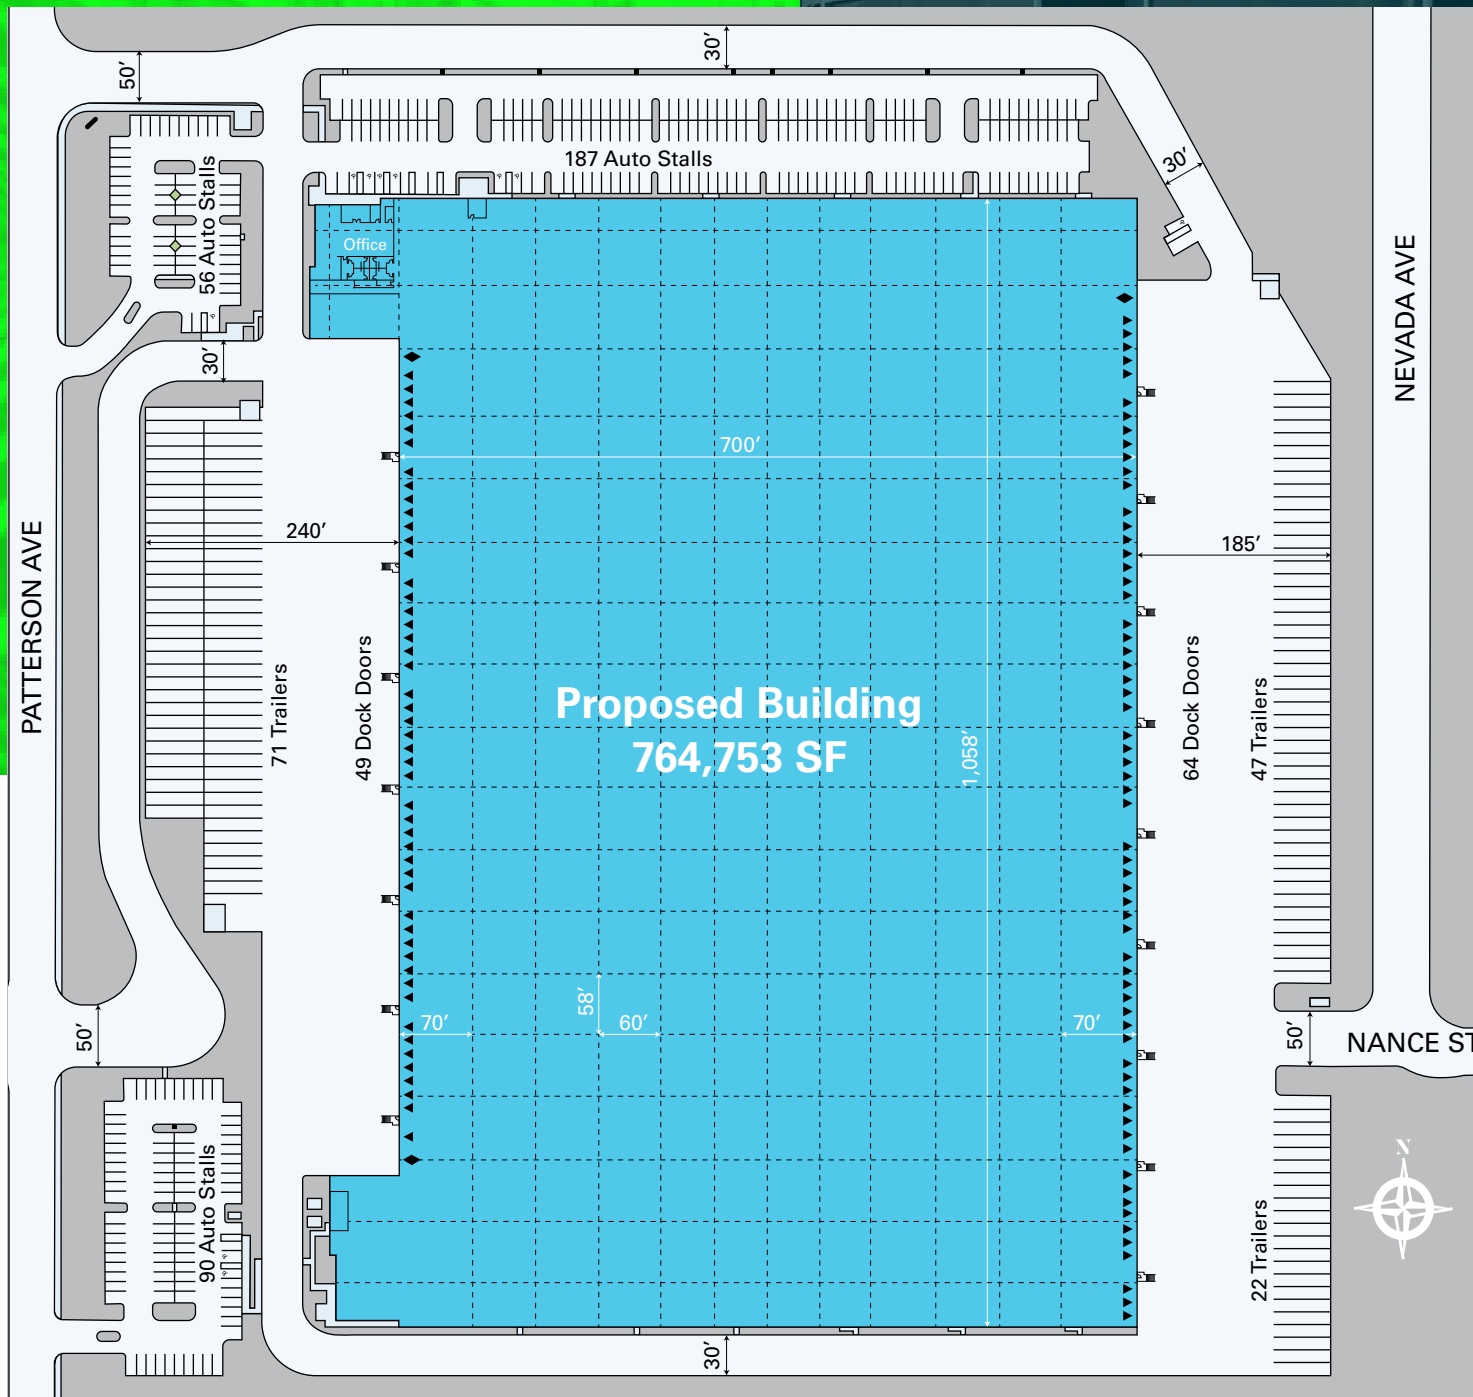 50′
30′
187 Auto Stalls
30′
56 Auto Stalls
Office
NEVADA AVE
30′
700′
240′
185′
PATTERSON AVE
71 Trailers
49 Dock Doors
Proposed Building
764,753 SF
1,058′
64 Dock Doors
47 Trailers
58′
70′
60′
70′
50′
50′
NANCE ST
N
90 Auto Stalls
22 Trailers
30′